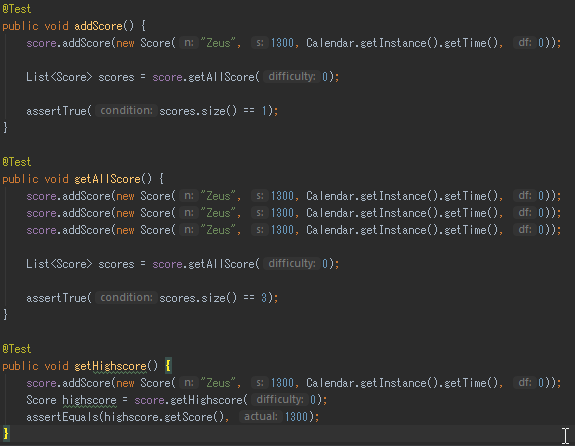 @Test
public void addScore() {
score.addScore(new Score( n: "Zeus", s: 1300, Calendar.getInstance().getTime(), df: 0));
List<Score> scores = score.getAllScore( difficulty: 0);
assertTrue( condition: scores.size() == 1);
}
@Test
public void getAllScore() {
score.addScore(new Score( n: "Zeus", s: 1300, Calendar.getInstance().getTime(), df: 0));
score.addScore(new Score( n: "Zeus", s: 1300, Calendar.getInstance().getTime(), df: 0));
score.addScore(new Score( n: "Zeus", s: 1300, Calendar.getInstance().getTime(), df: 0));
List<Score> scores = score.getAllScore( difficulty: 0);
assertTrue( condition: scores.size() == 3);
}
@Test
public void getHighscore() {
score.addScore(new Score( n: "Zeus", s: 1300, Calendar.getInstance().getTime(), df: 0));
Score highscore = score.getHighscore( difficulty: 0);
assertEquals(highscore.getScore(), actual: 1300);
}